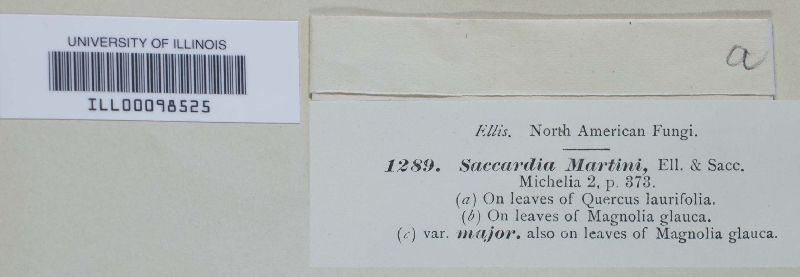 UNIVERSITY OF ILLINOIS
ILL00098525
a
Ellis. North American Fungi.
1289. Saccardia Martini, Ell. & Sacc.
Michelia 2, p. 373.
(a) On leaves of Quercus laurifolia.
(b) On leaves of Magnolia glauca.
(c) var. major. also on leaves of Magnolia glauca.